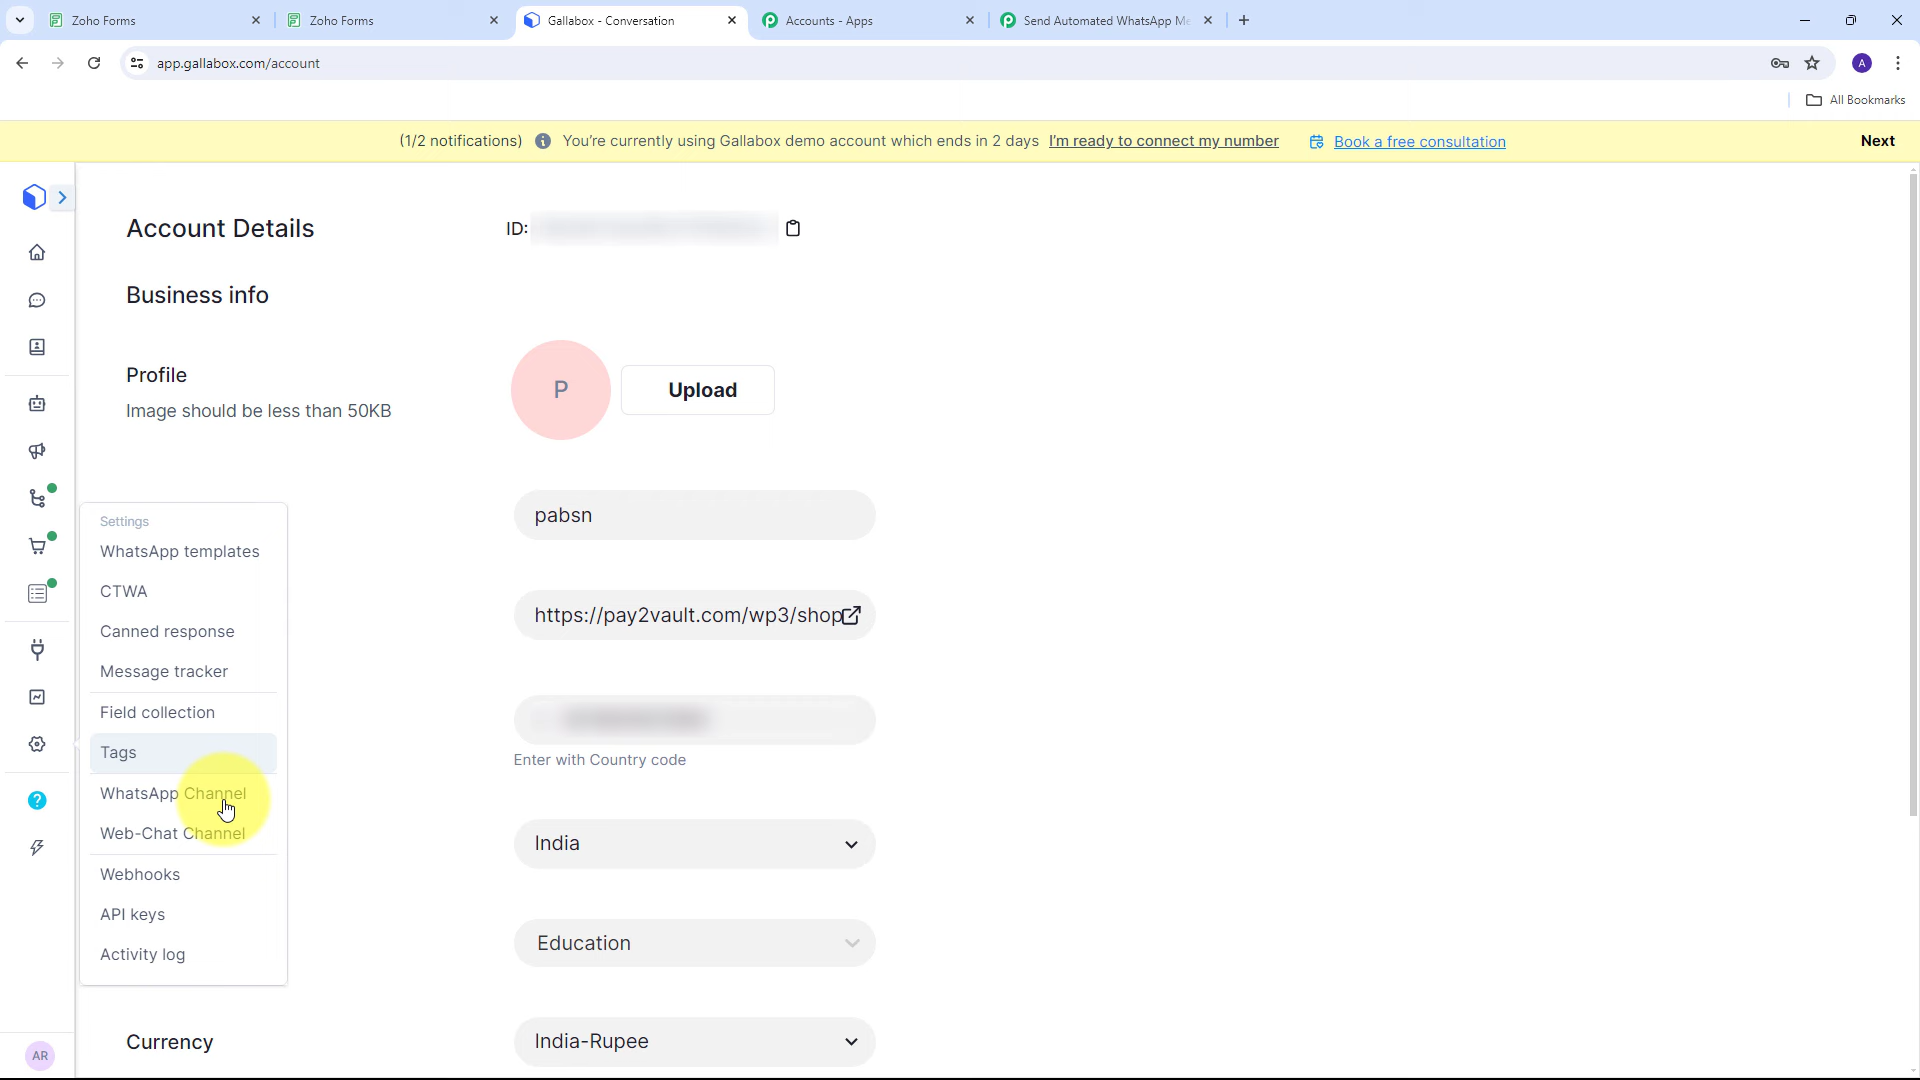 Zoho Forms
Zoho Forms
Gallabox - Conversation
Accounts - Apps
Send Automated WhatsApp Me
app.gallabox.com/account
A
All Bookmarks
(1/2 notifications) You're currently using Gallabox demo account which ends in 2 days I'm ready to connect my number Book a free consultation Next
Account Details
ID:
Business info
Profile
Image should be less than 50KB
P
Upload
pabsn
https://pay2vault.com/wp3/shop
Enter with Country code
India
Education
Currency
India-Rupee
Settings
WhatsApp templates
CTWA
Canned response
Message tracker
Field collection
Tags
WhatsApp Channel
Web-Chat Channel
Webhooks
API keys
Activity log
?
AR